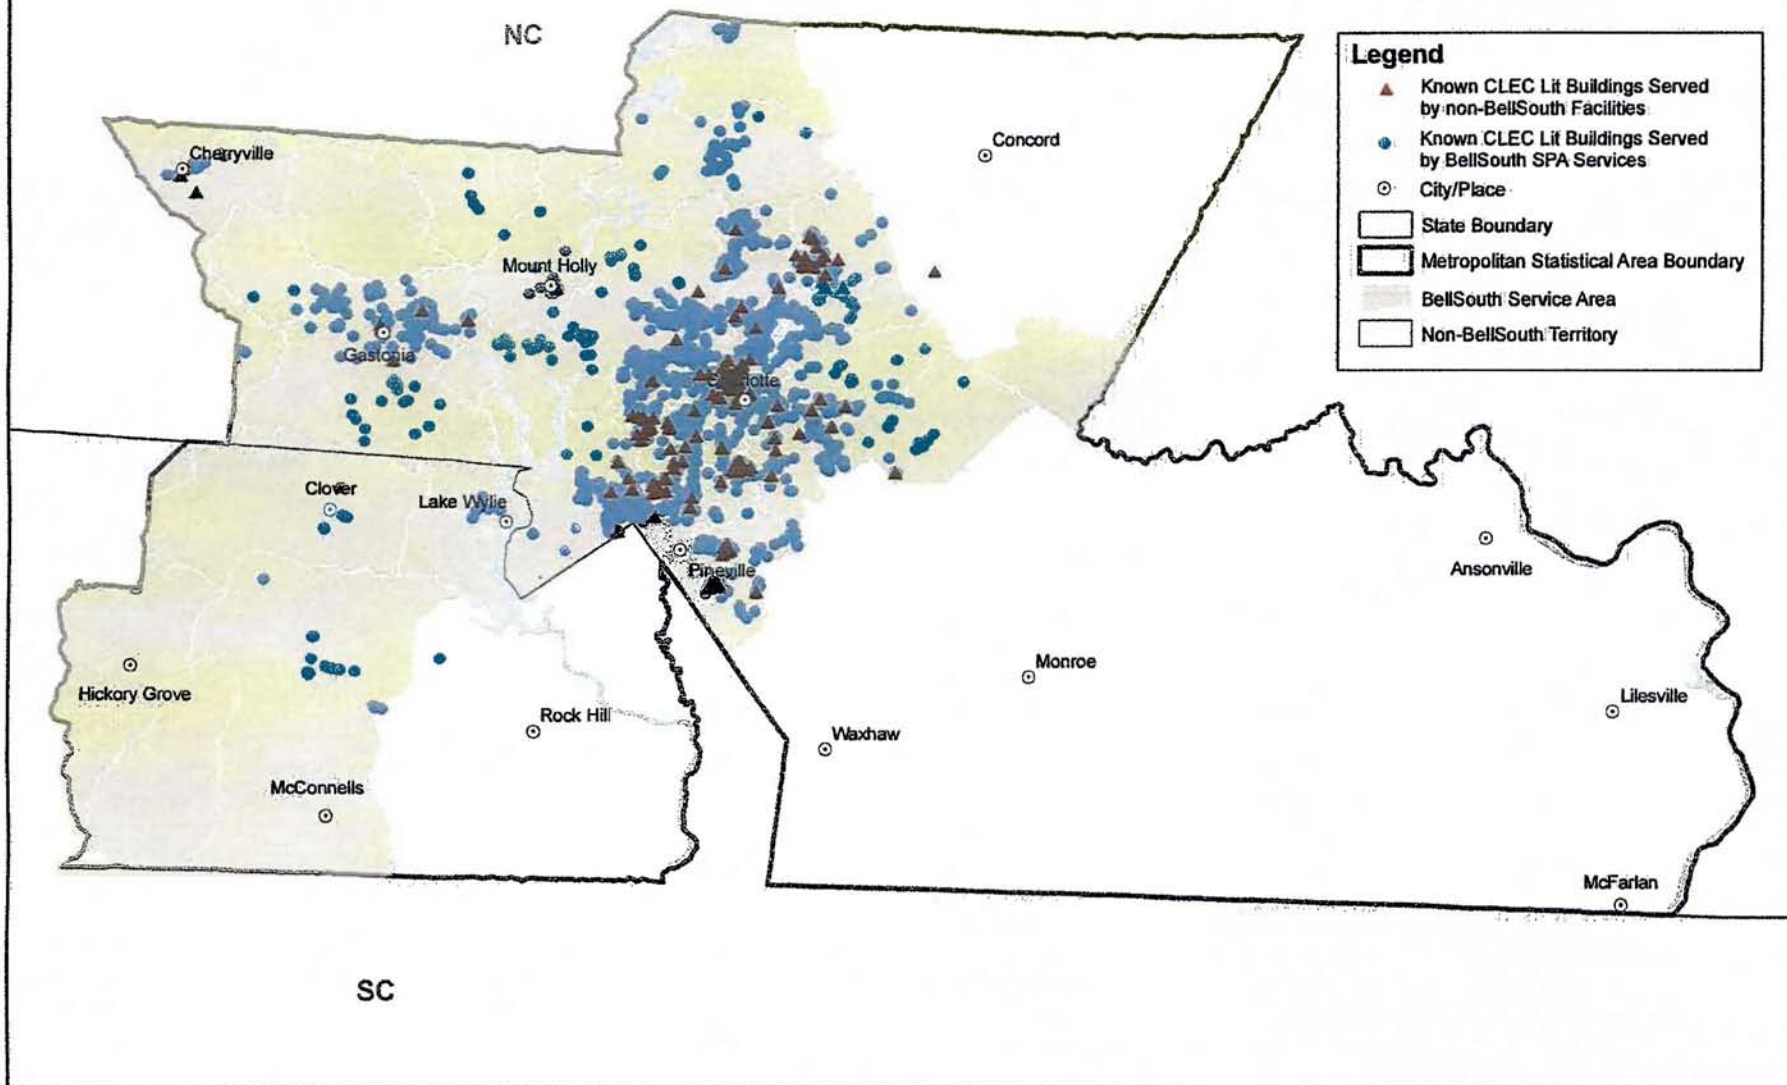 NC
Legend
Known CLEC Lit Buildings Served
by non-BellSouth Facilities
Known CLEC Lit Buildings Served
by BellSouth SPA Services
City/Place
State Boundary
Metropolitan Statistical Area Boundary
BellSouth Service Area
Non-BellSouth Territory
Concord
Cherryville
Mount Holly
Gastonia
Charlotte
Clover
Lake Wylie
Pineville
Ansonville
Hickory Grove
Monroe
Lilesville
Rock Hill
Waxhaw
McConnells
McFarlan
SC